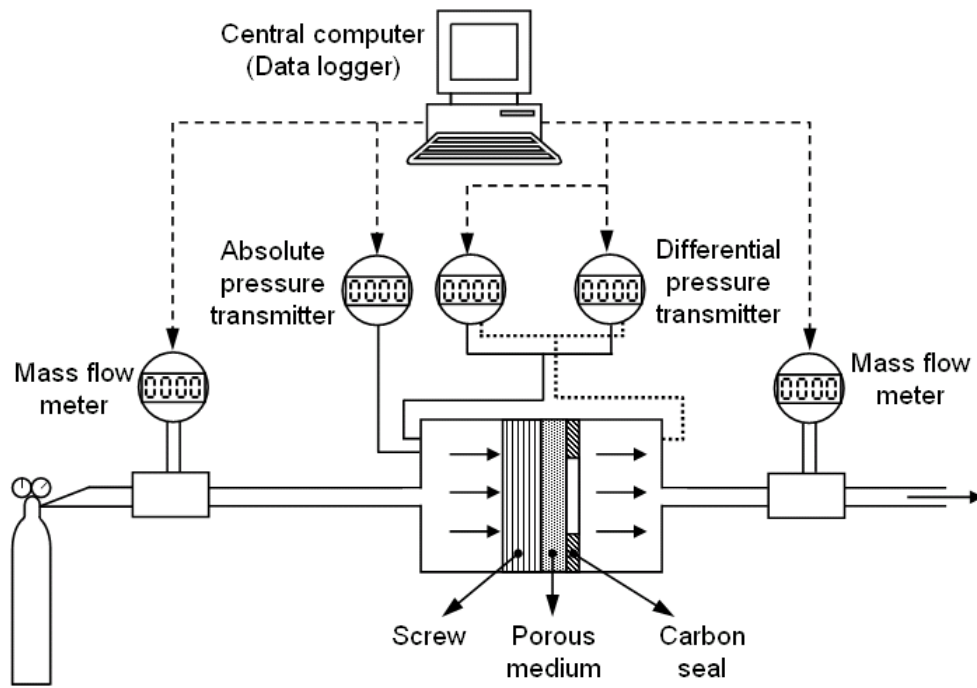 Central computer
(Data logger)
Absolute
pressure
transmitter
Differential
pressure
transmitter
Mass flow
meter
Mass flow
meter
0000
0000
0000
0000
0000
Screw
Porous
medium
Carbon
seal